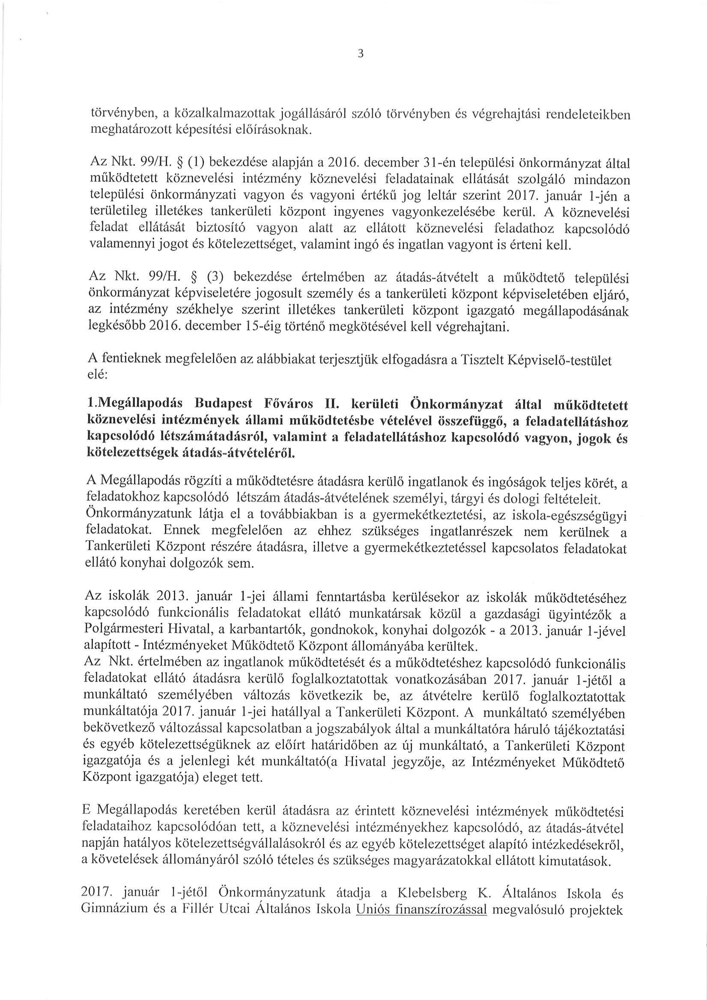 3
törvényben, a közalkalmazottak jogállásáról szóló törvényben és végrehajtási rendeleteikben
meghatározott képesítési előírásoknak.
Az Nkt. 99/H. § (1) bekezdése alapján a 2016. december 31-én települési önkormányzat által
működtetett köznevelési intézmény köznevelési feladatainak ellátását szolgáló mindazon
települési önkormányzati vagyon és vagyoni értékű jog leltár szerint 2017. január 1-jén a
területileg illetékes tankerületi központ ingyenes vagyonkezelésébe kerül. A köznevelési
feladat ellátását biztosító vagyon alatt az ellátott köznevelési feladathoz kapcsolódó
valamennyi jogot és kötelezettséget, valamint ingó és ingatlan vagyont is érteni kell.
Az Nkt. 99/H. § (3) bekezdése értelmében az átadás-átvételt a működtető települési
önkormányzat képviseletére jogosult személy és a tankerületi központ képviseletében eljáró,
az intézmény székhelye szerint illetékes tankerületi központ igazgató megállapodásának
legkésőbb 2016. december 15-éig történő megkötésével kell végrehajtani.
A fentieknek megfelelően az alábbiakat terjesztjük elfogadásra a Tisztelt Képviselő-testület
elé:
1.Megállapodás Budapest Főváros II. kerületi Önkormányzat által működtetett
köznevelési intézmények állami működtetésbe vételével összefüggő, a feladatellátáshoz
kapcsolódó létszámátadásról, valamint a feladatellátáshoz kapcsolódó vagyon, jogok és
kötelezettségek átadás-átvételéről.
A Megállapodás rögzíti a működtetésre átadásra kerülő ingatlanok és ingóságok teljes körét, a
feladatokhoz kapcsolódó létszám átadás-átvételének személyi, tárgyi és dologi feltételeit.
Önkormányzatunk látja el a továbbiakban is a gyermekétkeztetési, az iskola-egészségügyi
feladatokat. Ennek megfelelően az ehhez szükséges ingatlanrészek nem kerülnek a
Tankerületi Központ részére átadásra, illetve a gyermekétkeztetéssel kapcsolatos feladatokat
ellátó konyhai dolgozók sem.
Az iskolák 2013. január 1-jei állami fenntartásba kerülésekor az iskolák működtetéséhez
kapcsolódó funkcionális feladatokat ellátó munkatársak közül a gazdasági ügyintézők a
Polgármesteri Hivatal, a karbantartók, gondnokok, konyhai dolgozók - a 2013. január 1-jével
alapított - Intézményeket Működtető Központ állományába kerültek.
Az Nkt. értelmében az ingatlanok működtetését és a működtetéshez kapcsolódó funkcionális
feladatokat ellátó átadásra kerülő foglalkoztatottak vonatkozásában 2017. január 1-jétől a
munkáltató személyében változás következik be, az átvételre kerülő foglalkoztatottak
munkáltatója 2017. január 1-jei hatállyal a Tankerületi Központ. A munkáltató személyében
bekövetkező változással kapcsolatban a jogszabályok által a munkáltatóra háruló tájékoztatási
és egyéb kötelezettségüknek az előírt határidőben az új munkáltató, a Tankerületi Központ
igazgatója és a jelenlegi két munkáltató(a Hivatal jegyzője, az Intézményeket Működtető
Központ igazgatója) eleget tett.
E Megállapodás keretében kerül átadásra az érintett köznevelési intézmények működtetési
feladataihoz kapcsolódóan tett, a köznevelési intézményekhez kapcsolódó, az átadás-átvétel
napján hatályos kötelezettségvállalásokról és az egyéb kötelezettséget alapító intézkedésekről,
a követelések állományáról szóló tételes és szükséges magyarázatokkal ellátott kimutatások.
2017. január 1-jétől Önkormányzatunk átadja a Klebelsberg K. Általános Iskola és
Gimnázium és a Fillér Utcai Általános Iskola Uniós finanszírozással megvalósuló projektek